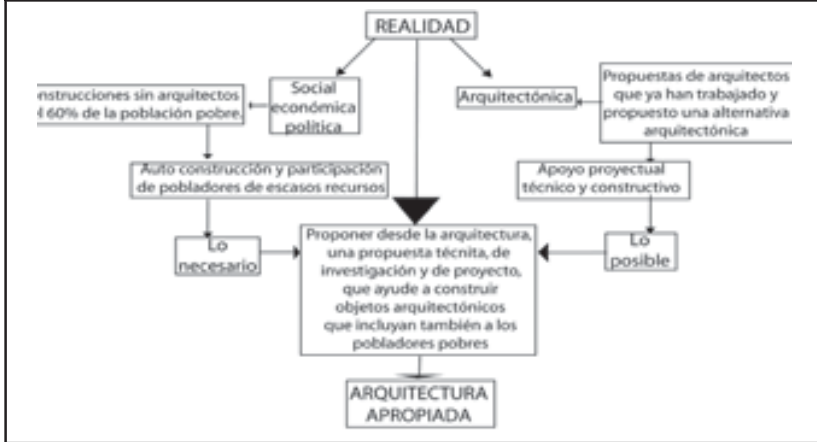 REALIDAD
Social
económica
política
Arquitectónica
Propuestas de arquitectos
que ya han trabajado y
propuesto una alternativa
arquitectónica
onstrucciones sin arquitectos
l 60% de la población pobre.
Auto construcción y participación
de pobladores de escasos recursos
Apoyo proyectual
técnico y constructivo
Lo
necesario
Proponer desde la arquitectura,
una propuesta técnita, de
investigación y de proyecto,
que ayude a construir
objetos arquitectónicos
que incluyan también a los
pobladores pobres
Lo
posible
ARQUITECTURA
APROPIADA